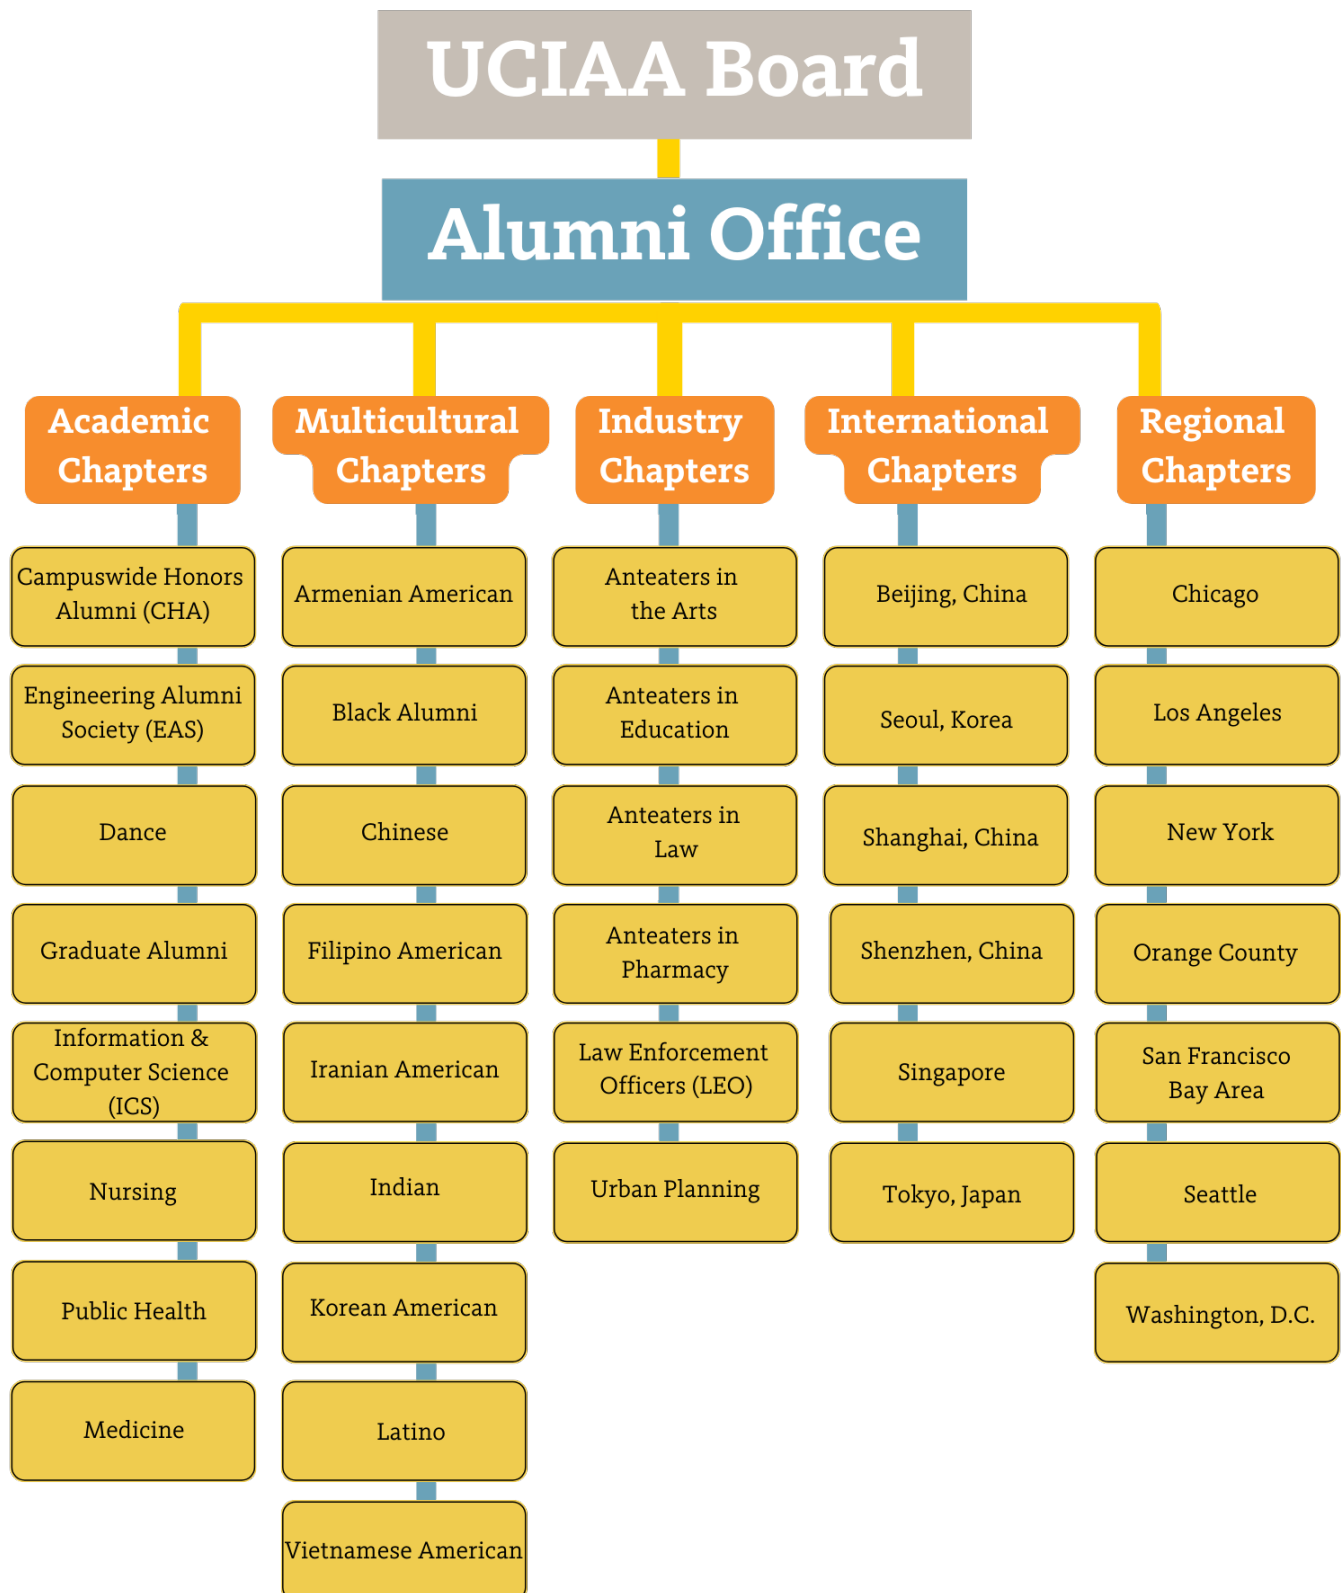 UCIAA Board
Alumni Office
Academic
Chapters
Campuswide Honors
Alumni (CHA)
Engineering Alumni
Society (EAS)
Dance
Graduate Alumni
Information &
Computer Science
(ICS)
Nursing
Public Health
Medicine
Multicultural
Chapters
Armenian American
Black Alumni
Chinese
Filipino American
Iranian American
Indian
Korean American
Latino
Vietnamese American
Industry
Chapters
Anteaters in
the Arts
Anteaters in
Education
Anteaters in
Law
Anteaters in
Pharmacy
Law Enforcement
Officers (LEO)
Urban Planning
International
Chapters
Beijing, China
Seoul, Korea
Shanghai, China
Shenzhen, China
Singapore
Tokyo, Japan
Regional
Chapters
Chicago
Los Angeles
New York
Orange County
San Francisco
Bay Area
Seattle
Washington, D.C.